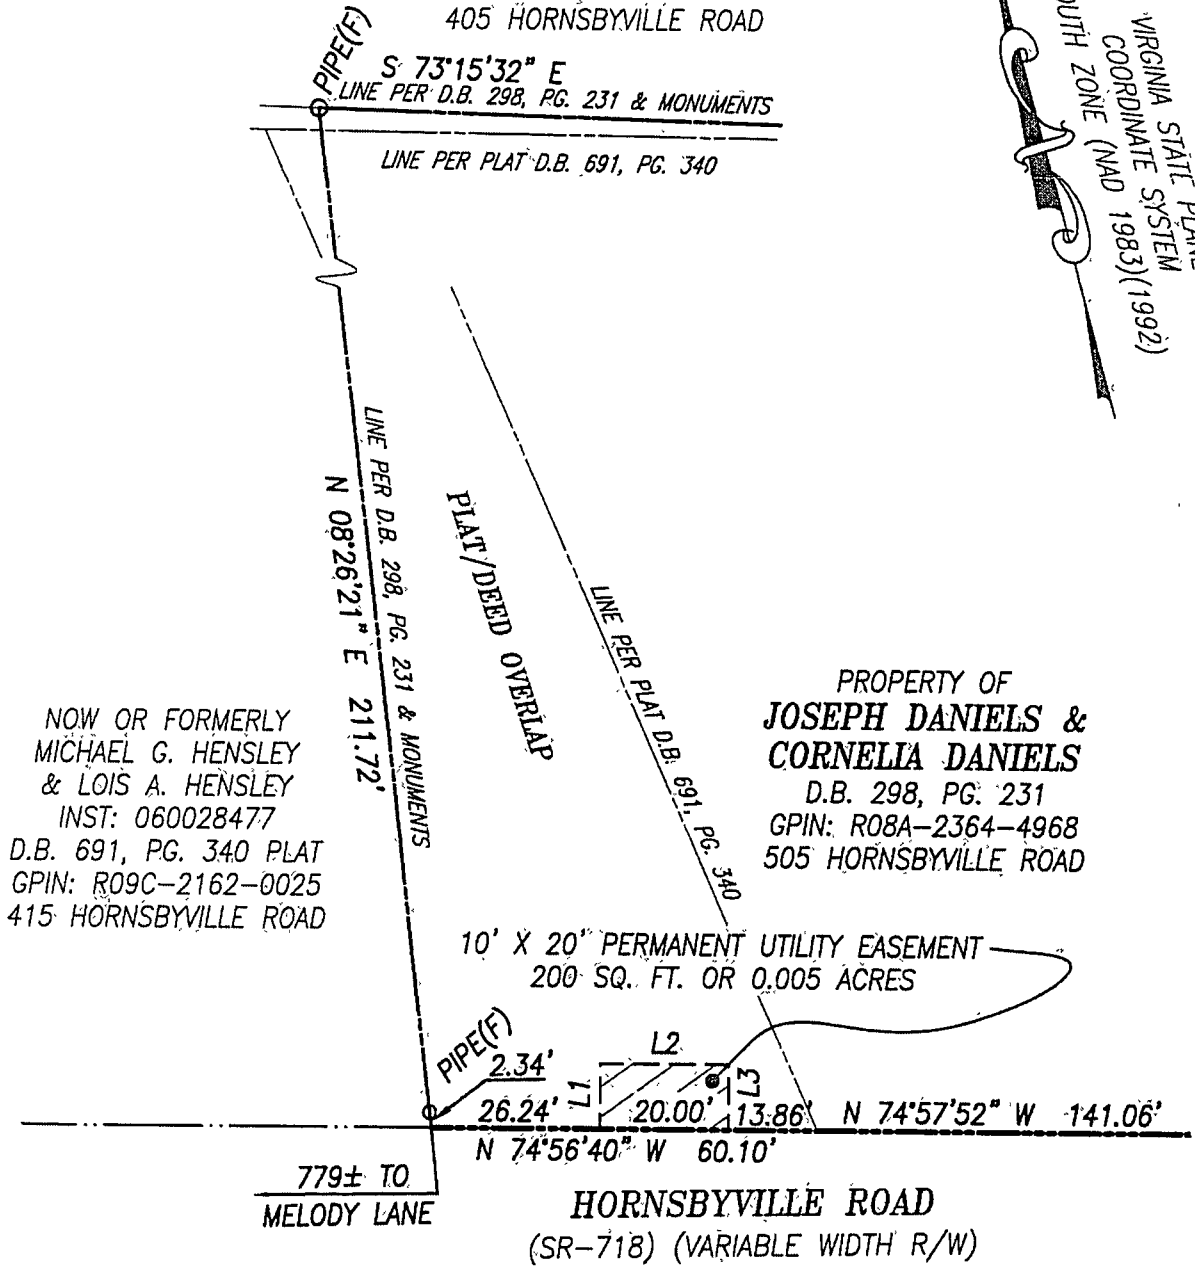 405 HORNSBYVILLE ROAD
PIPE(F)
S 73°15'32" E
LINE PER D.B. 298, PG. 231 & MONUMENTS
LINE PER PLAT D.B. 691, PG. 340
VIRGINIA STATE PLANE
COORDINATE SYSTEM
OUTH ZONE (NAD 1983)(1992)
LINE PER D.B. 298, PG. 231 & MONUMENTS
N 08°26'21" E 211.72'
PLAT/DEED OVERLAP
LINE PER PLAT D.B. 691, PG. 340
NOW OR FORMERLY
MICHAEL G. HENSLEY
& LOIS A. HENSLEY
INST: 060028477
D.B. 691, PG. 340 PLAT
GPIN: R09C-2162-0025
415 HORNSBYVILLE ROAD
PROPERTY OF
JOSEPH DANIELS &
CORNELIA DANIELS
D.B. 298, PG. 231
GPIN: R08A-2364-4968
505 HORNSBYVILLE ROAD
10' X 20' PERMANENT UTILITY EASEMENT
200 SQ. FT. OR 0.005 ACRES
PIPE(F)
2.34'
L1
L2
L3
26.24' 20.00' 13.86' N 74°57'52" W 141.06'
N 74°56'40" W 60.10'
779± TO
MELODY LANE
HORNSBYVILLE ROAD
(SR-718) (VARIABLE WIDTH R/W)